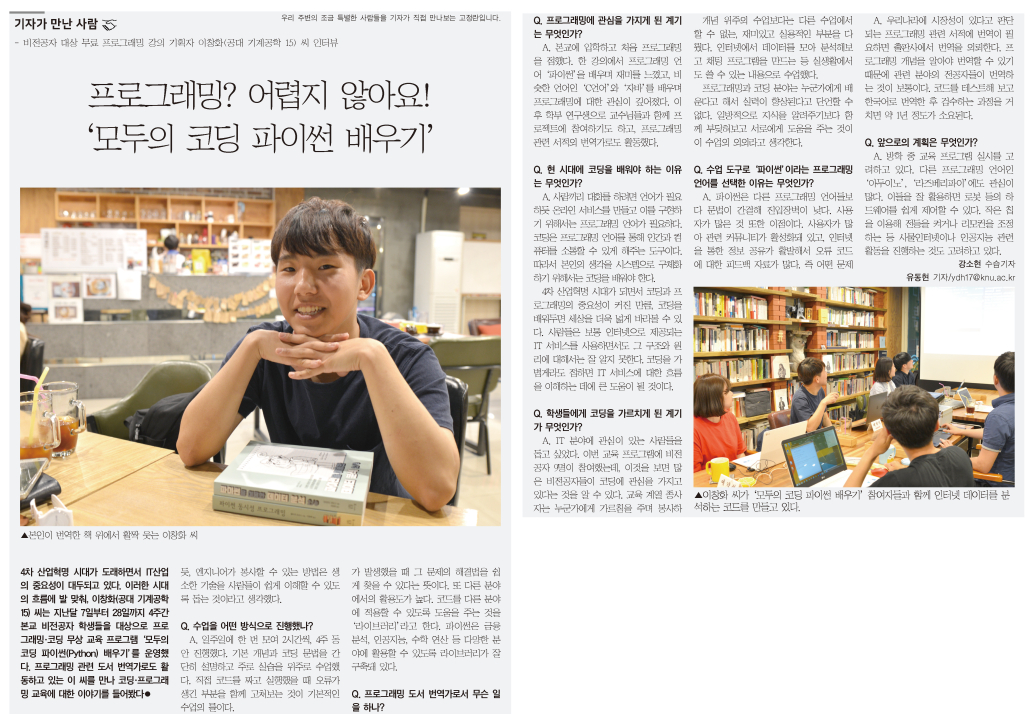 기자가 만난 사람
우리 주변의 조금 특별한 사람들을 기자가 직접 만나보는 고정란입니다.
- 비전공자 대상 무료 프로그래밍 강의 기획자 이창화(공대 기계공학 15) 씨 인터뷰
프로그래밍? 어렵지 않아요!
‘모두의 코딩 파이썬 배우기’
▲본인이 번역한 책 위에서 활짝 웃는 이창화 씨
4차 산업혁명 시대가 도래하면서 IT산업
의 중요성이 대두되고 있다. 이러한 시대
의 흐름에 발 맞춰, 이창화(공대 기계공학
15) 씨는 지난달 7일부터 28일까지 4주간
본교 비전공자 학생들을 대상으로 프로
그래밍·코딩 무상 교육 프로그램 ‘모두의
코딩 파이썬(Python) 배우기’를 운영했
다. 프로그래밍 관련 도서 번역가로도 활
동하고 있는 이 씨를 만나 코딩·프로그래
밍 교육에 대한 이야기를 들어봤다●
듯, 엔지니어가 봉사할 수 있는 방법은 생
소한 기술을 사람들이 쉽게 이해할 수 있도
록 돕는 것이라고 생각했다.
Q. 수업을 어떤 방식으로 진행했나?
A. 일주일에 한 번 모여 2시간씩, 4주 동
안 진행했다. 기본 개념과 코딩 문법을 간
단히 설명하고 주로 실습을 위주로 수업했
다. 직접 코드를 짜고 실행했을 때 오류가
생긴 부분을 함께 고쳐보는 것이 기본적인
수업의 틀이다.
가 발생했을 때 그 문제의 해결법을 쉽
게 찾을 수 있다는 뜻이다. 또 다른 분야
에서의 활용도가 높다. 코드를 다른 분야
에 적용할 수 있도록 도움을 주는 것을
‘라이브러리’라고 한다. 파이썬은 금융
분석, 인공지능, 수학 연산 등 다양한 분
야에 활용할 수 있도록 라이브러리가 잘
구축돼 있다.
Q. 프로그래밍 도서 번역가로서 무슨 일
을 하나?
Q. 프로그래밍에 관심을 가지게 된 계기
는 무엇인가?
A. 본교에 입학하고 처음 프로그래밍
을 접했다. 한 강의에서 프로그래밍 언
어 ‘파이썬’을 배우며 재미를 느꼈고, 비
슷한 언어인 ‘C언어’와 ‘자바’를 배우며
프로그래밍에 대한 관심이 깊어졌다. 이
후 학부 연구생으로 교수님들과 함께 프
로젝트에 참여하기도 하고, 프로그래밍
관련 서적의 번역가로도 활동했다.
Q. 현 시대에 코딩을 배워야 하는 이유
는 무엇인가?
A. 사람끼리 대화를 하려면 언어가 필요
하듯 온라인 서비스를 만들고 이를 구현하
기 위해서는 프로그래밍 언어가 필요하다.
코딩은 프로그래밍 언어를 통해 인간과 컴
퓨터를 소통할 수 있게 해주는 도구이다.
따라서 본인의 생각을 시스템으로 구체화
하기 위해서는 코딩을 배워야 한다.
4차 산업혁명 시대가 되면서 코딩과 프
로그래밍의 중요성이 커진 만큼, 코딩을
배워두면 세상을 더욱 넓게 바라볼 수 있
다. 사람들은 보통 인터넷으로 제공되는
IT 서비스를 사용하면서도 그 구조와 원
리에 대해서는 잘 알지 못한다. 코딩을 가
볍게라도 접하면 IT 서비스에 대한 흐름
을 이해하는 데에 큰 도움이 될 것이다.
Q. 학생들에게 코딩을 가르치게 된 계기
가 무엇인가?
A. IT 분야에 관심이 있는 사람들을
돕고 싶었다. 이번 교육 프로그램에 비전
공자 9명이 참여했는데, 이것을 보면 많
은 비전공자들이 코딩에 관심을 가지고
있다는 것을 알 수 있다. 교육 계열 종사
자는 누군가에게 가르침을 주며 봉사하
개념 위주의 수업보다는 다른 수업에서
할 수 없는, 재미있고 실용적인 부분을 다
뤘다. 인터넷에서 데이터를 모아 분석해보
고 채팅 프로그램을 만드는 등 실생활에서
도 쓸 수 있는 내용으로 수업했다.
프로그래밍과 코딩 분야는 누군가에게 배
운다고 해서 실력이 향상된다고 단언할 수
없다. 일방적으로 지식을 알려주기보다 함
께 부딪혀보고 서로에게 도움을 주는 것이
이 수업의 의의라고 생각한다.
Q. 수업 도구로 ‘파이썬’이라는 프로그래밍
언어를 선택한 이유는 무엇인가?
A. 파이썬은 다른 프로그래밍 언어들보
다 문법이 간결해 진입장벽이 낮다. 사용
자가 많은 것 또한 이점이다. 사용자가 많
아 관련 커뮤니티가 활성화돼 있고, 인터넷
을 통한 정보 공유가 활발해서 오류 코드
에 대한 피드백 자료가 많다. 즉 어떤 문제
A. 우리나라에 시장성이 있다고 판단
되는 프로그래밍 관련 서적에 번역이 필
요하면 출판사에서 번역을 의뢰한다. 프
로그래밍 개념을 알아야 번역할 수 있기
때문에 관련 분야의 전공자들이 번역하
는 것이 보통이다. 코드를 테스트해 보고
한국어로 번역한 후 검수하는 과정을 거
치면 약 1년 정도가 소요된다.
Q. 앞으로의 계획은 무엇인가?
A. 방학 중 교육 프로그램 실시를 고
려하고 있다. 다른 프로그래밍 언어인
‘아두이노’, ‘라즈베리파이’에도 관심이
많다. 이들을 잘 활용하면 로봇 등의 하
드웨어를 쉽게 제어할 수 있다. 작은 칩
을 이용해 전등을 켜거나 리모컨을 조정
하는 등 사물인터넷이나 인공지능 관련
활동을 진행하는 것도 고려하고 있다.
강소현 수습기자
유동현 기자/ydh17@knu.ac.kr
▲이창화 씨가 ‘모두의 코딩 파이썬 배우기’ 참여자들과 함께 인터넷 데이터를 분
석하는 코드를 만들고 있다.